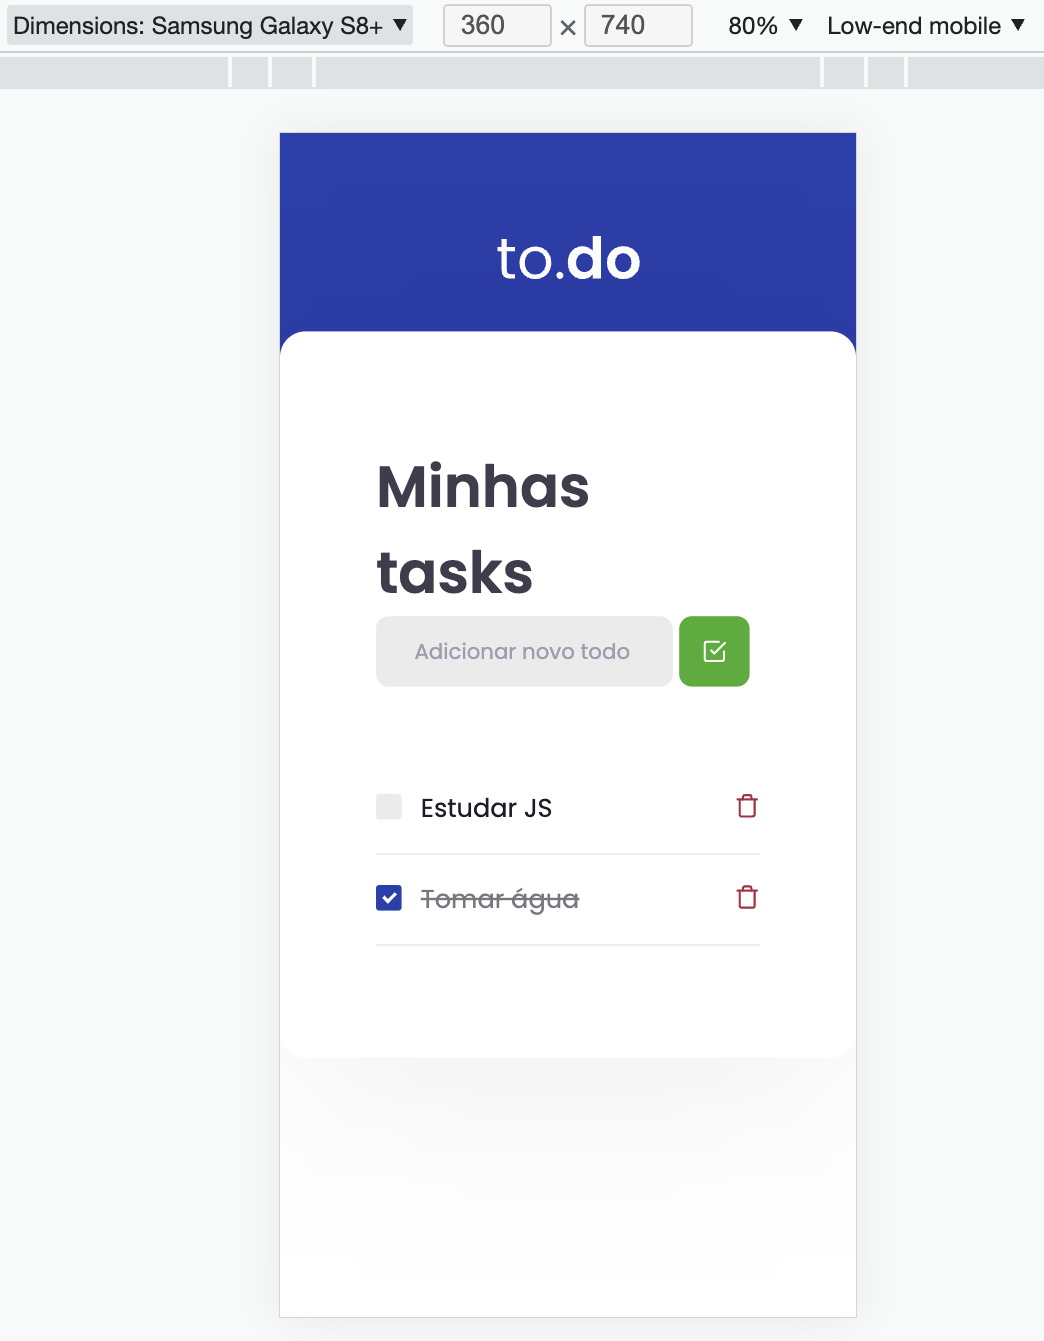 Dimensions: Samsung Galaxy S8+ 360 × 740 80% Low-end mobile
to.do
Minhas
tasks
Adicionar novo todo
Estudar JS
Tomar água